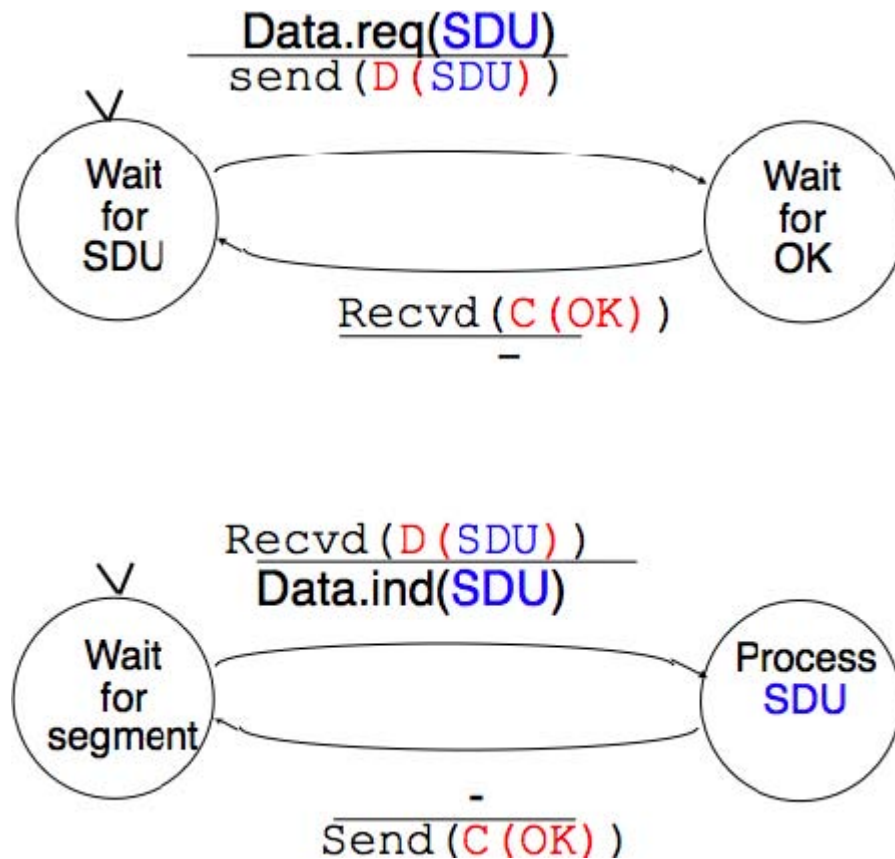 Data.req(SDU)
send(D(SDU))
Wait
for
SDU
Wait
for
OK
Recvd(C(OK))
-
Recvd(D(SDU))
Data.ind(SDU)
Wait
for
segment
Process
SDU
-
Send(C(OK))